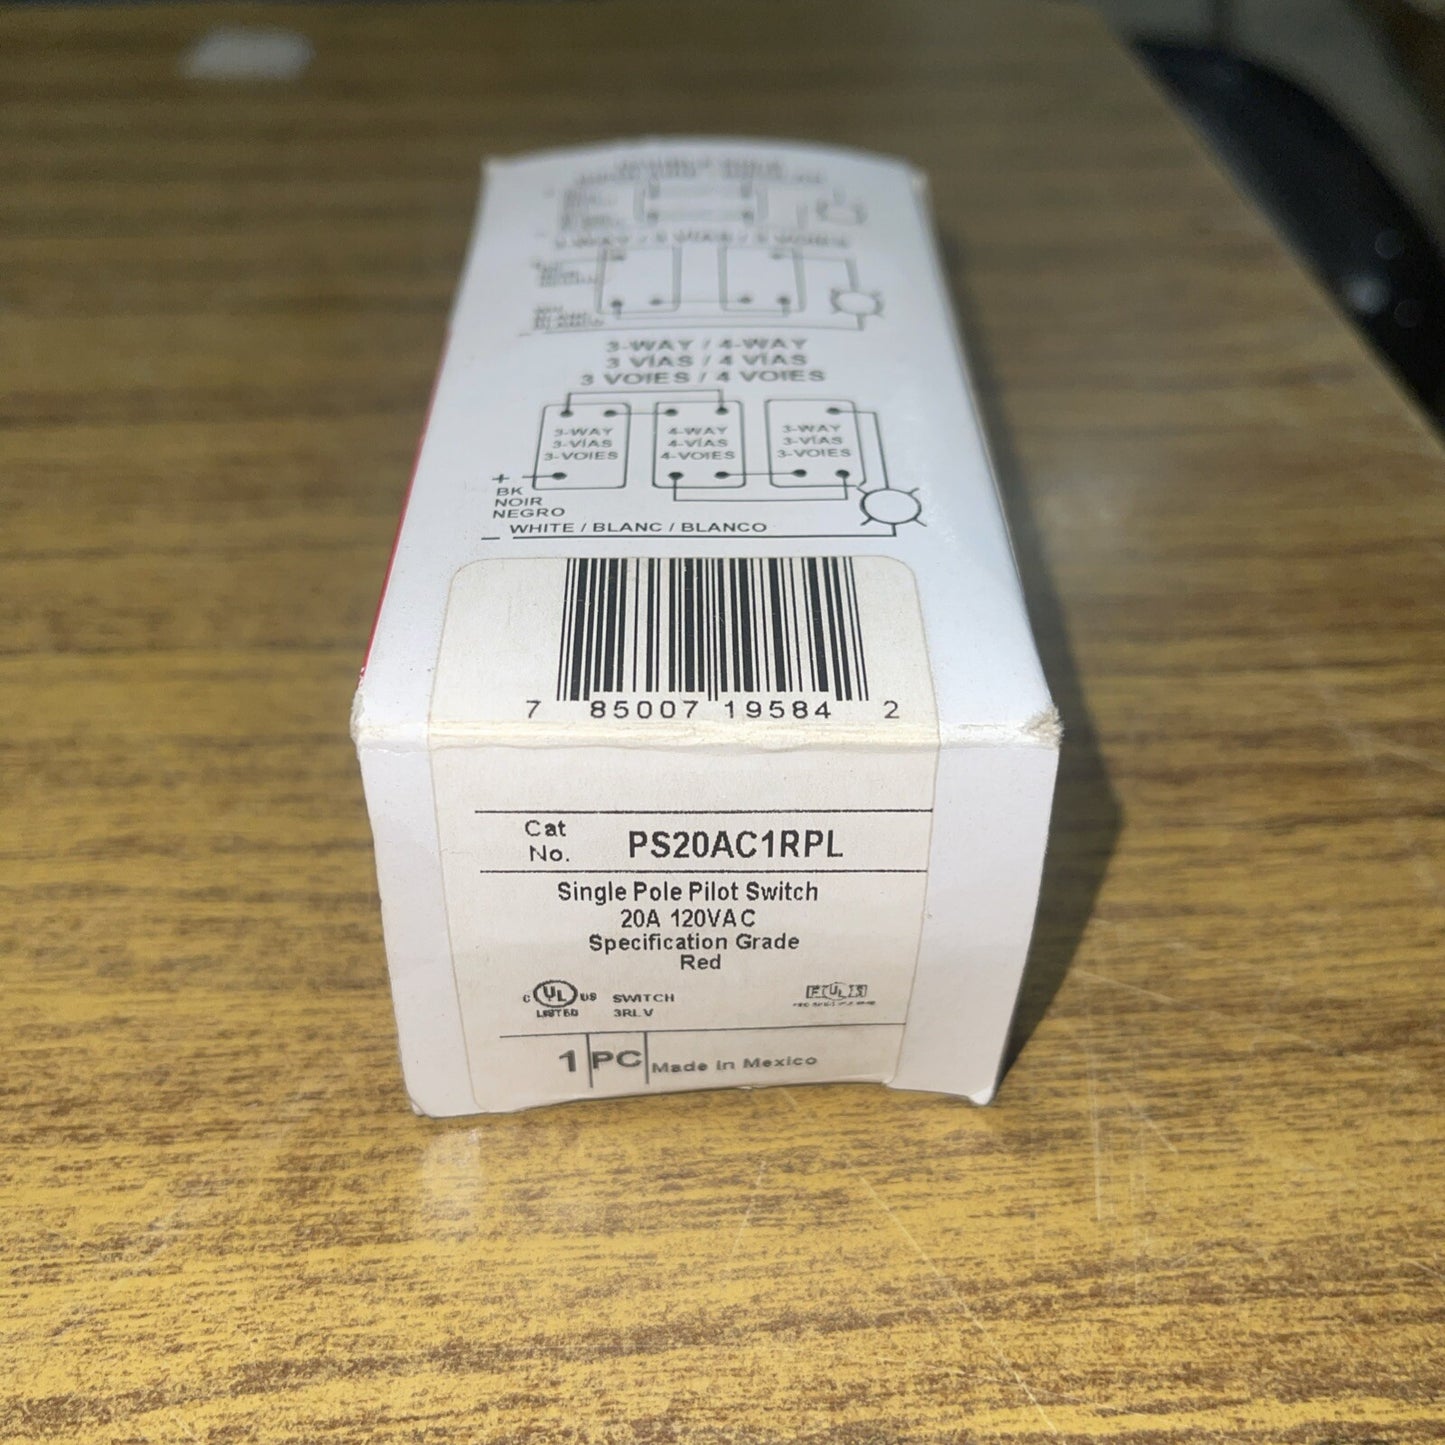 3-WAY / 4-WAY
3 VÍAS / 4 VÍAS
3 VOIES / 4 VOIES
3-WAY
3-VÍAS
3-VOIES
4-WAY
4-VÍAS
4-VOIES
3-WAY
3-VÍAS
3-VOIES
+
BK
NOIR
NEGRO
– WHITE / BLANC / BLANCO
7 85007 19584 2
Cat No. PS20AC1RPL
Single Pole Pilot Switch
20A 120VAC
Specification Grade
Red
C UL US SWITCH
LISTED 3RLV
1 PC Made in Mexico